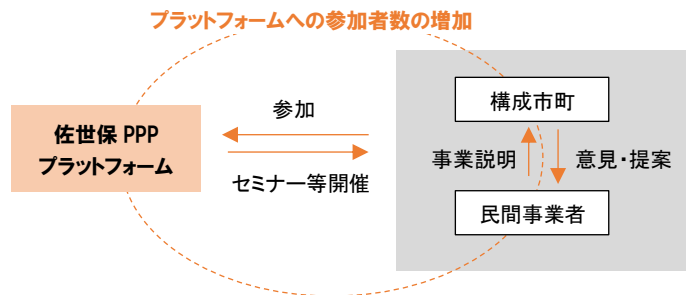 プラットフォームへの参加者数の増加
構成市町
参加
佐世保 PPP
プラットフォーム
事業説明
意見・提案
セミナー等開催
民間事業者